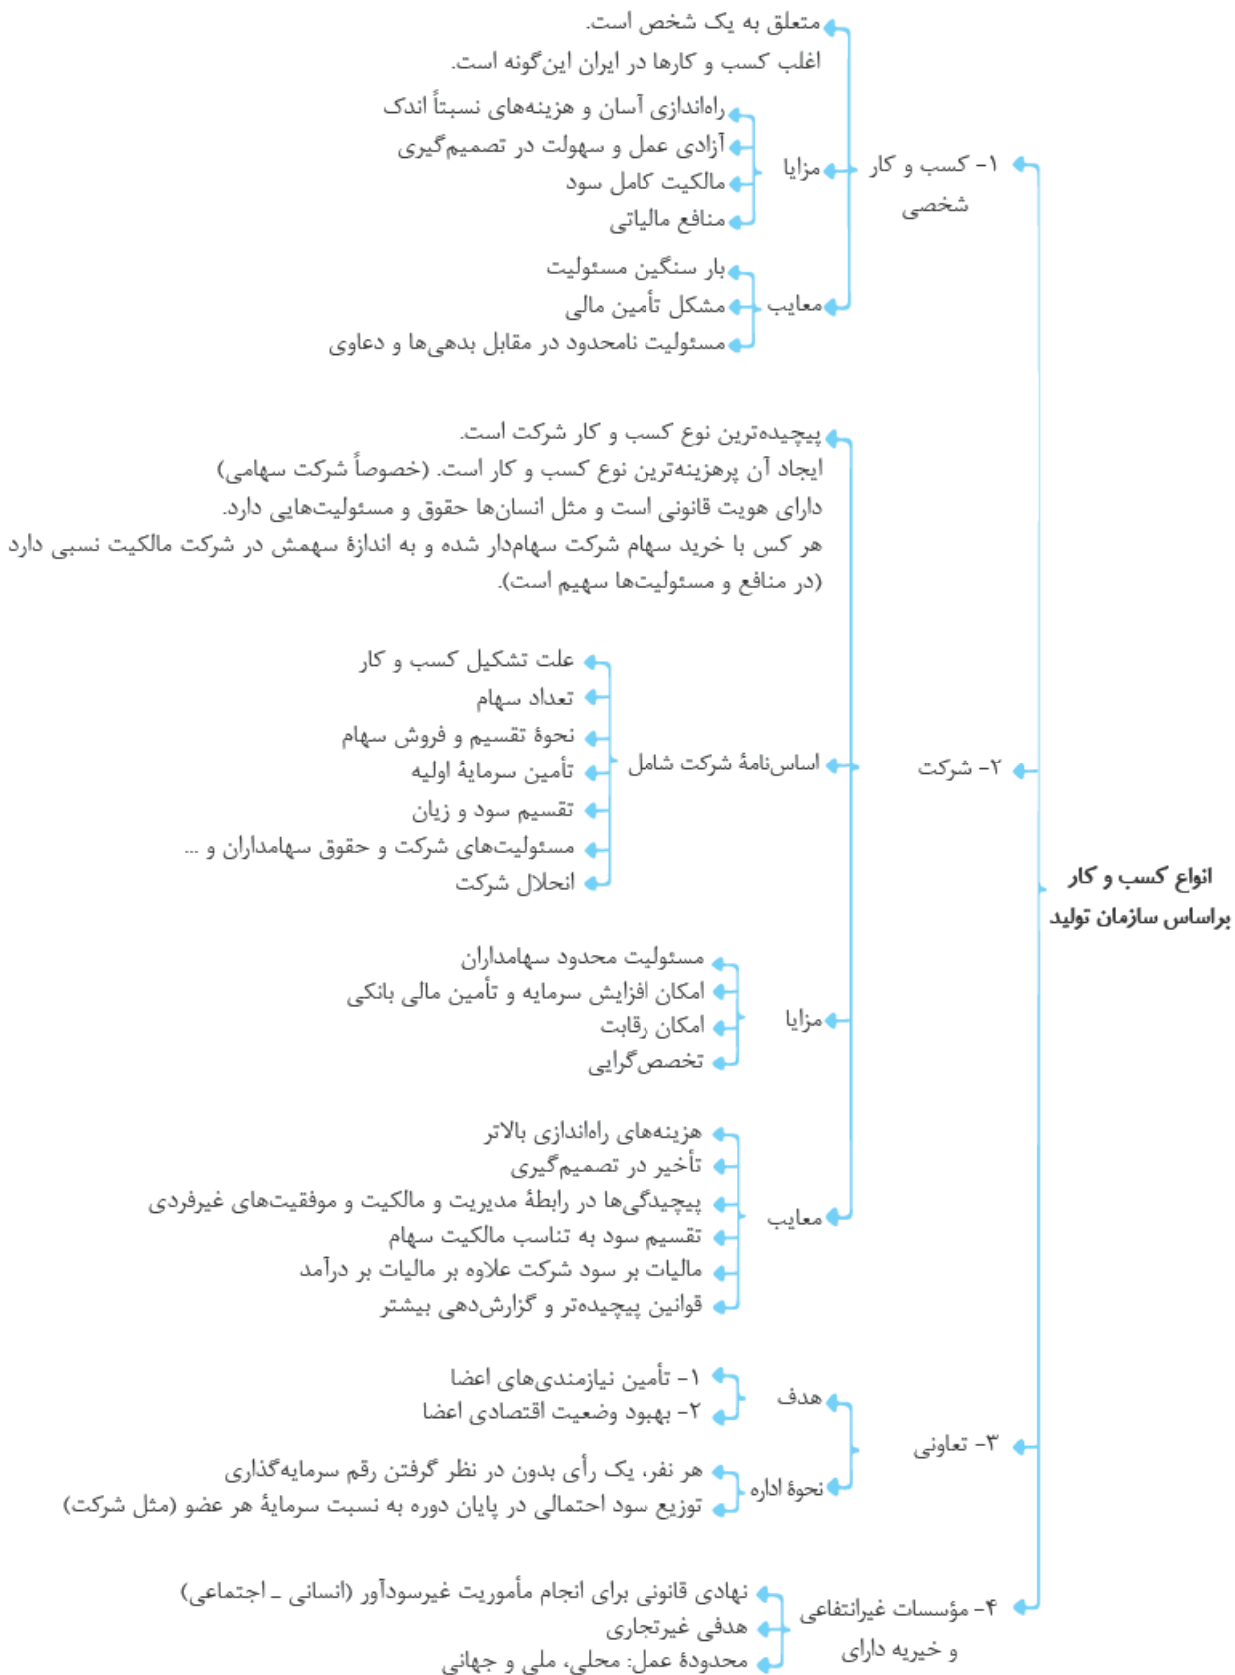 انواع کسب و کار
براساس سازمان تولید
۱- کسب و کار
شخصی
متعلق به یک شخص است.
اغلب کسب و کارها در ایران این‌گونه است.
مزایا
راه‌اندازی آسان و هزینه‌های نسبتاً اندک
آزادی عمل و سهولت در تصمیم‌گیری
مالکیت کامل سود
منافع مالیاتی
معایب
بار سنگین مسئولیت
مشکل تأمین مالی
مسئولیت نامحدود در مقابل بدهی‌ها و دعاوی
۲- شرکت
پیچیده‌ترین نوع کسب و کار شرکت است.
ایجاد آن پرهزینه‌ترین نوع کسب و کار است. (خصوصاً شرکت سهامی)
دارای هویت قانونی است و مثل انسان‌ها حقوق و مسئولیت‌هایی دارد.
هر کس با خرید سهام شرکت سهام‌دار شده و به اندازهٔ سهمش در شرکت مالکیت نسبی دارد
(در منافع و مسئولیت‌ها سهیم است).
اساس‌نامهٔ شرکت شامل
علت تشکیل کسب و کار
تعداد سهام
نحوهٔ تقسیم و فروش سهام
تأمین سرمایهٔ اولیه
تقسیم سود و زیان
مسئولیت‌های شرکت و حقوق سهامداران و ...
انحلال شرکت
مزایا
مسئولیت محدود سهامداران
امکان افزایش سرمایه و تأمین مالی بانکی
امکان رقابت
تخصص‌گرایی
معایب
هزینه‌های راه‌اندازی بالاتر
تأخیر در تصمیم‌گیری
پیچیدگی‌ها در رابطهٔ مدیریت و مالکیت و موفقیت‌های غیرفردی
تقسیم سود به تناسب مالکیت سهام
مالیات بر سود شرکت علاوه بر مالیات بر درآمد
قوانین پیچیده‌تر و گزارش‌دهی بیشتر
۳- تعاونی
هدف
۱- تأمین نیازمندی‌های اعضا
۲- بهبود وضعیت اقتصادی اعضا
نحوهٔ اداره
هر نفر، یک رأی بدون در نظر گرفتن رقم سرمایه‌گذاری
توزیع سود احتمالی در پایان دوره به نسبت سرمایهٔ هر عضو (مثل شرکت)
۴- مؤسسات غیرانتفاعی
و خیریه دارای
نهادی قانونی برای انجام مأموریت غیرسودآور (انسانی ـ اجتماعی)
هدفی غیرتجاری
محدودهٔ عمل: محلی، ملی و جهانی